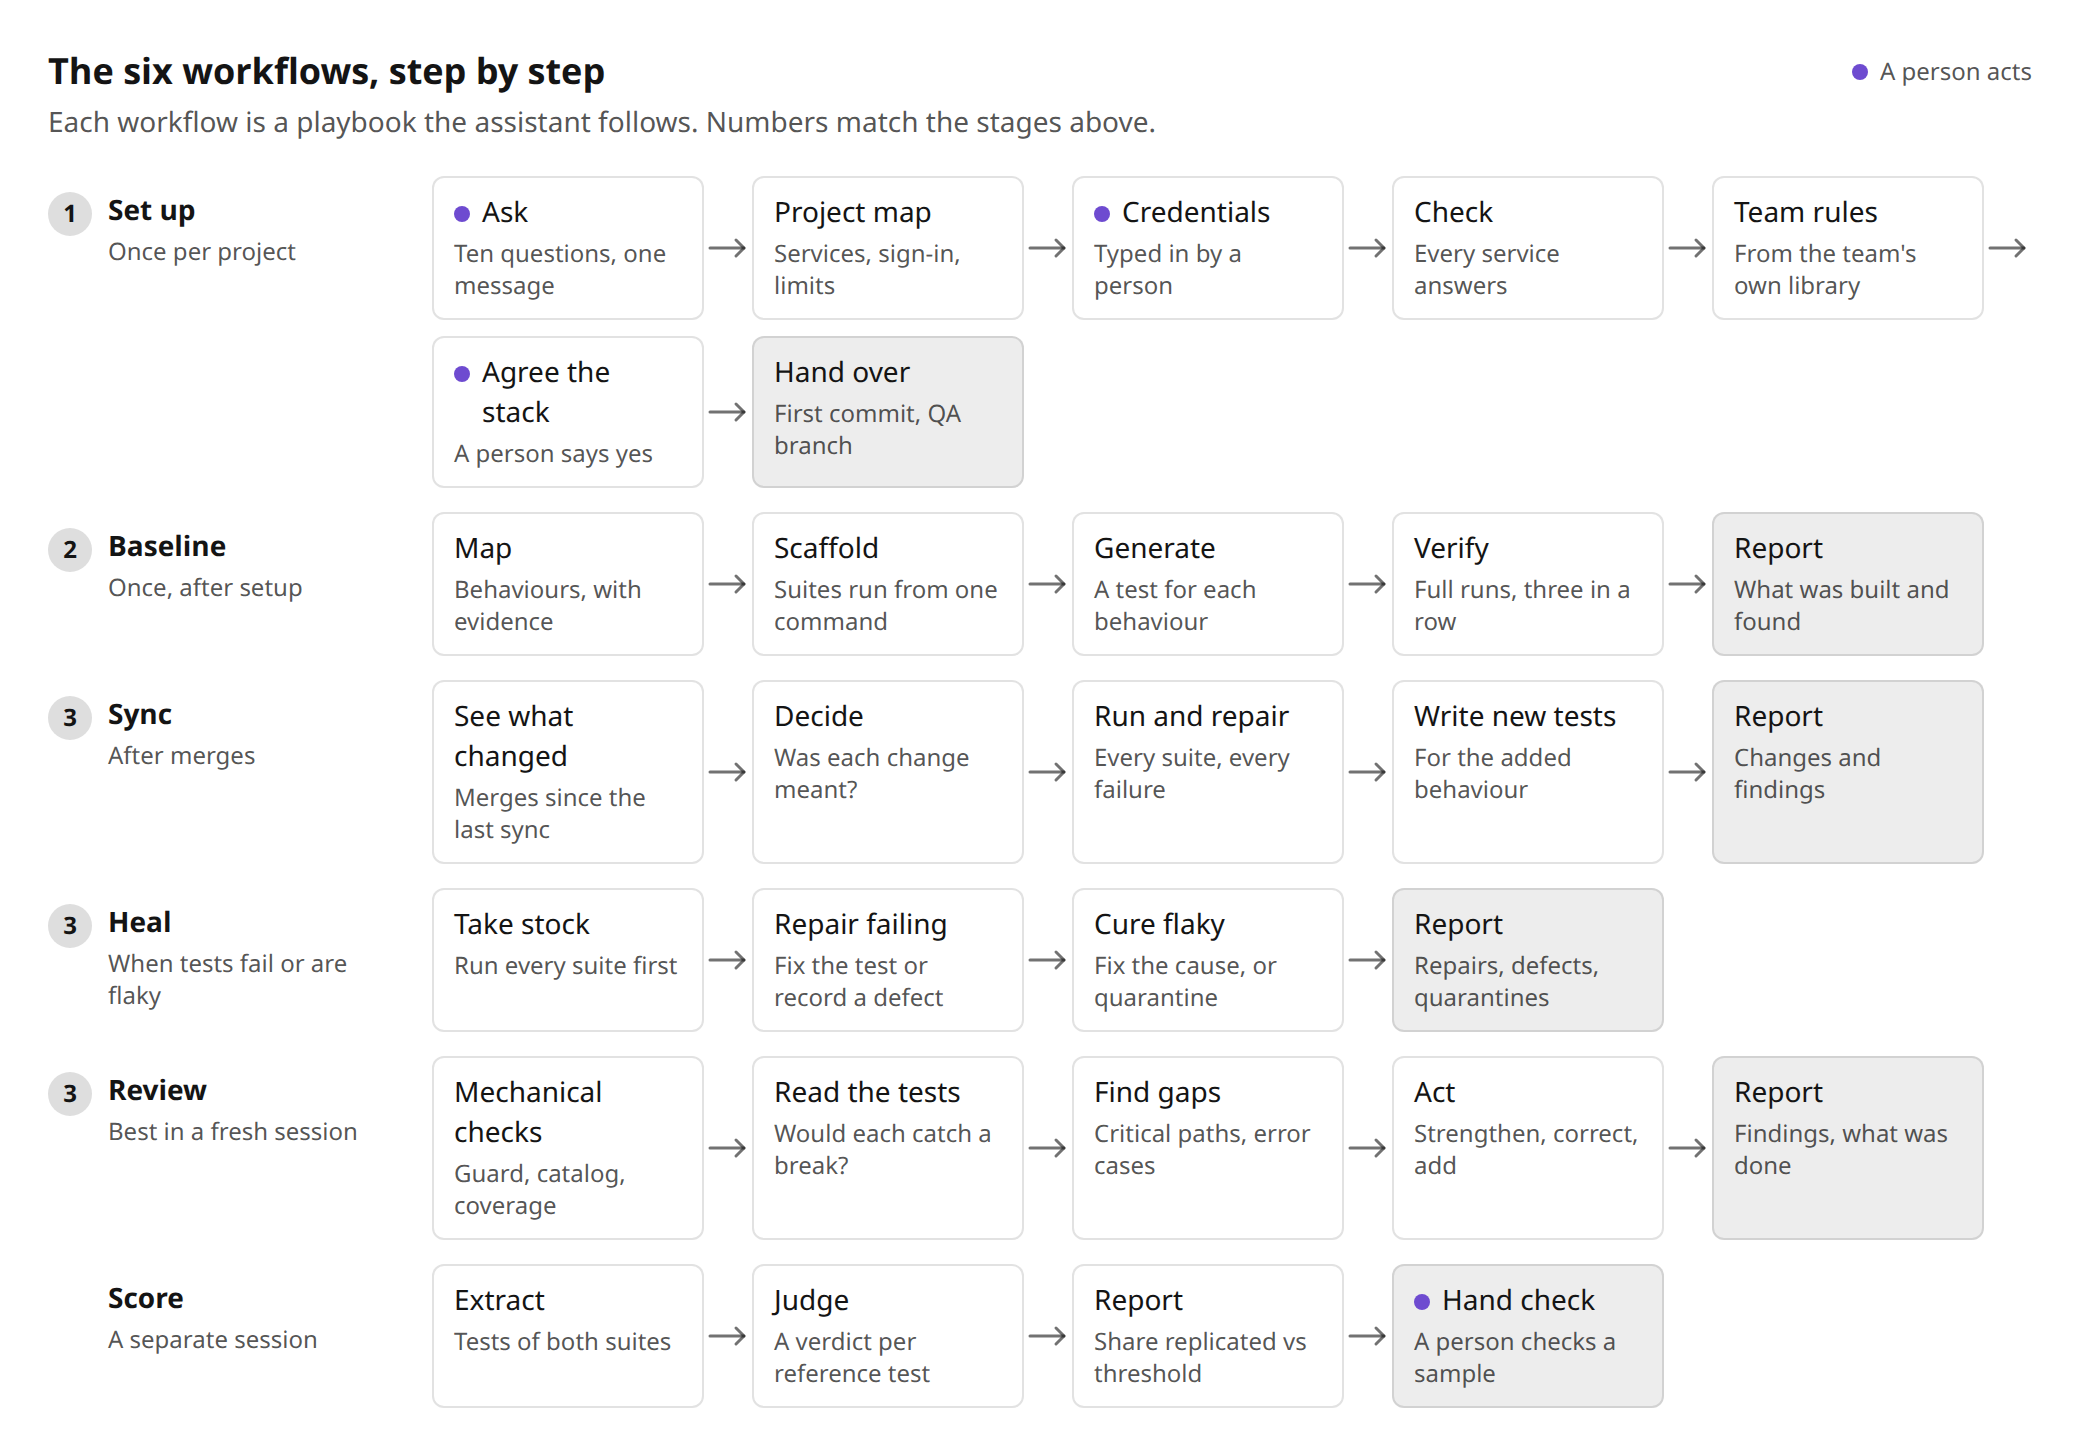 The six workflows, step by step
A person acts
Each workflow is a playbook the assistant follows. Numbers match the stages above.
1
Set up
Once per project
Ask
Ten questions, one
message
Project map
Services, sign-in,
limits
Credentials
Typed in by a
person
Check
Every service
answers
Team rules
From the team's
own library
Agree the
stack
A person says yes
Hand over
First commit, QA
branch
2
Baseline
Once, after setup
Map
Behaviours, with
evidence
Scaffold
Suites run from one
command
Generate
A test for each
behaviour
Verify
Full runs, three in a
row
Report
What was built and
found
3
Sync
After merges
See what
changed
Merges since the
last sync
Decide
Was each change
meant?
Run and repair
Every suite, every
failure
Write new tests
For the added
behaviour
Report
Changes and
findings
3
Heal
When tests fail or are
flaky
Take stock
Run every suite first
Repair failing
Fix the test or
record a defect
Cure flaky
Fix the cause, or
quarantine
Report
Repairs, defects,
quarantines
3
Review
Best in a fresh session
Mechanical
checks
Guard, catalog,
coverage
Read the tests
Would each catch a
break?
Find gaps
Critical paths, error
cases
Act
Strengthen, correct,
add
Report
Findings, what was
done
Score
A separate session
Extract
Tests of both suites
Judge
A verdict per
reference test
Report
Share replicated vs
threshold
Hand check
A person checks a
sample